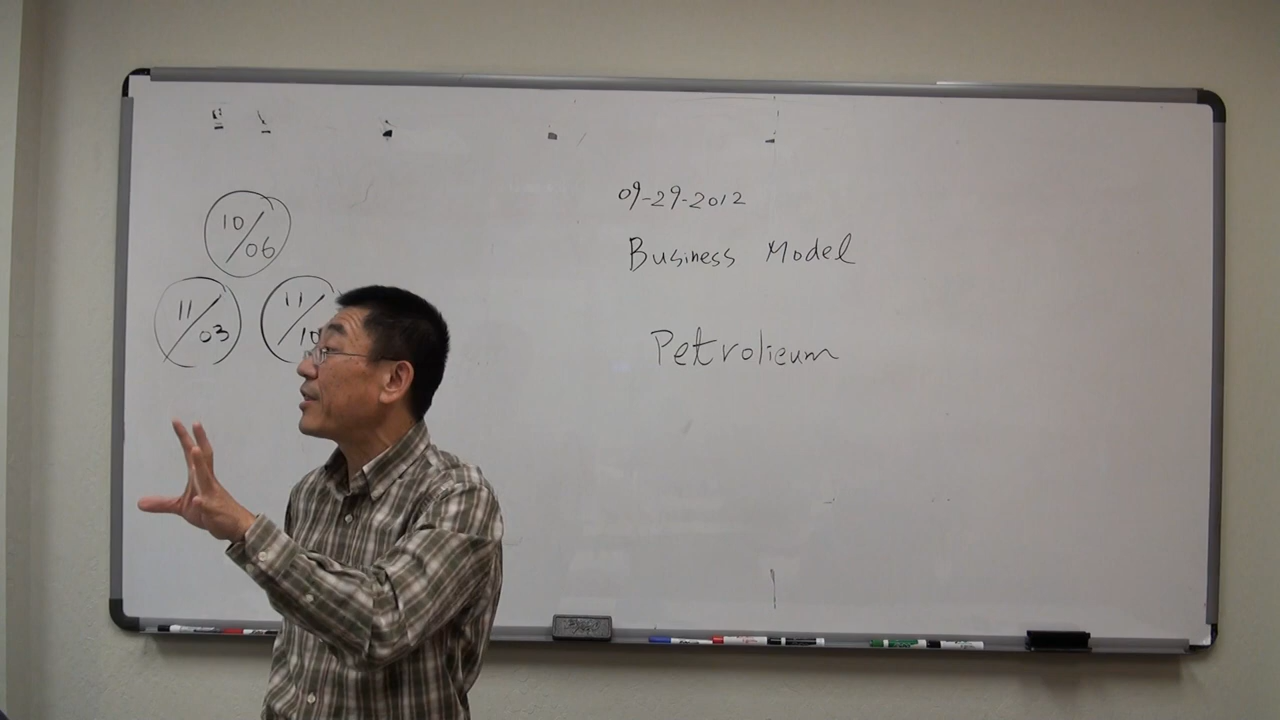 10/06
11/03
11/10
09-29-2012
Business Model
Petrolieum